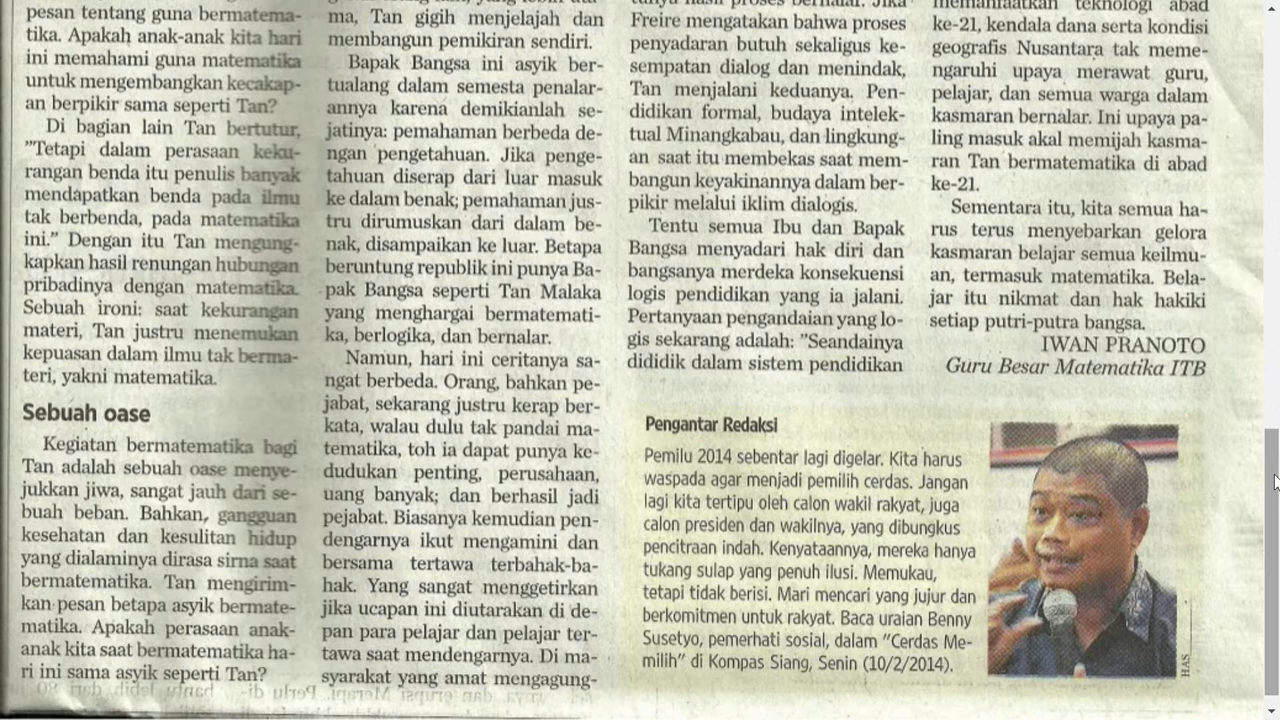 pesan tentang guna bermatema-
tika. Apakah anak-anak kita hari
ini memahami guna matematika
untuk mengembangkan kecakap-
an berpikir sama seperti Tan?
Di bagian lain Tan bertutur,
"Tetapi dalam perasaan keku-
rangan benda itu penulis banyak
mendapatkan benda pada ilmu
tak berbenda, pada matematika
ini." Dengan itu Tan mengung-
kapkan hasil renungan hubungan
pribadinya dengan matematika.
Sebuah ironi: saat kekurangan
materi, Tan justru menemukan
kepuasan dalam ilmu tak berma-
teri, yakni matematika.
Sebuah oase
Kegiatan bermatematika bagi
Tan adalah sebuah oase menye-
jukkan jiwa, sangat jauh dari se-
buah beban. Bahkan, gangguan
kesehatan dan kesulitan hidup
yang dialaminya dirasa sirna saat
bermatematika. Tan mengirim-
kan pesan betapa asyik bermate-
matika. Apakah perasaan anak-
anak kita saat bermatematika ha-
ri ini sama asyik seperti Tan?
ma, Tan gigih menjelajah dan
membangun pemikiran sendiri.
Bapak Bangsa ini asyik ber-
tualang dalam semesta penalar-
annya karena demikianlah se-
jatinya: pemahaman berbeda de-
ngan pengetahuan. Jika penge-
tahuan diserap dari luar masuk
ke dalam benak; pemahaman jus-
tru dirumuskan dari dalam be-
nak, disampaikan ke luar. Betapa
beruntung republik ini punya Ba-
pak Bangsa seperti Tan Malaka
yang menghargai bermatemati-
ka, berlogika, dan bernalar.
Namun, hari ini ceritanya sa-
ngat berbeda. Orang, bahkan pe-
jabat, sekarang justru kerap ber-
kata, walau dulu tak pandai ma-
tematika, toh ia dapat punya ke-
dudukan penting, perusahaan,
uang banyak; dan berhasil jadi
pejabat. Biasanya kemudian pen-
dengarnya ikut mengamini dan
bersama tertawa terbahak-ba-
hak. Yang sangat menggetirkan
jika ucapan ini diutarakan di de-
pan para pelajar dan pelajar ter-
tawa saat mendengarnya. Di ma-
syarakat yang amat mengagung-
Freire mengatakan bahwa proses
penyadaran butuh sekaligus ke-
sempatan dialog dan menindak,
Tan menjalani keduanya. Pen-
didikan formal, budaya intelek-
tual Minangkabau, dan lingkung-
an saat itu membekas saat mem-
bangun keyakinannya dalam ber-
pikir melalui iklim dialogis.
Tentu semua Ibu dan Bapak
Bangsa menyadari hak diri dan
bangsanya merdeka konsekuensi
logis pendidikan yang ia jalani.
Pertanyaan pengandaian yang lo-
gis sekarang adalah: "Seandainya
dididik dalam sistem pendidikan
memanfaatkan teknologi abad
ke-21, kendala dana serta kondisi
geografis Nusantara tak meme-
ngaruhi upaya merawat guru,
pelajar, dan semua warga dalam
kasmaran bernalar. Ini upaya pa-
ling masuk akal memijah kasma-
ran Tan bermatematika di abad
ke-21.
Sementara itu, kita semua ha-
rus terus menyebarkan gelora
kasmaran belajar semua keilmu-
an, termasuk matematika. Bela-
jar itu nikmat dan hak hakiki
setiap putri-putra bangsa.
IWAN PRANOTO
Guru Besar Matematika ITB
Pengantar Redaksi
Pemilu 2014 sebentar lagi digelar. Kita harus
waspada agar menjadi pemilih cerdas. Jangan
lagi kita tertipu oleh calon wakil rakyat, juga
calon presiden dan wakilnya, yang dibungkus
pencitraan indah. Kenyataannya, mereka hanya
tukang sulap yang penuh ilusi. Memukau,
tetapi tidak berisi. Mari mencari yang jujur dan
berkomitmen untuk rakyat. Baca uraian Benny
Susetyo, pemerhati sosial, dalam "Cerdas Me-
milih" di Kompas Siang, Senin (10/2/2014).
HAS